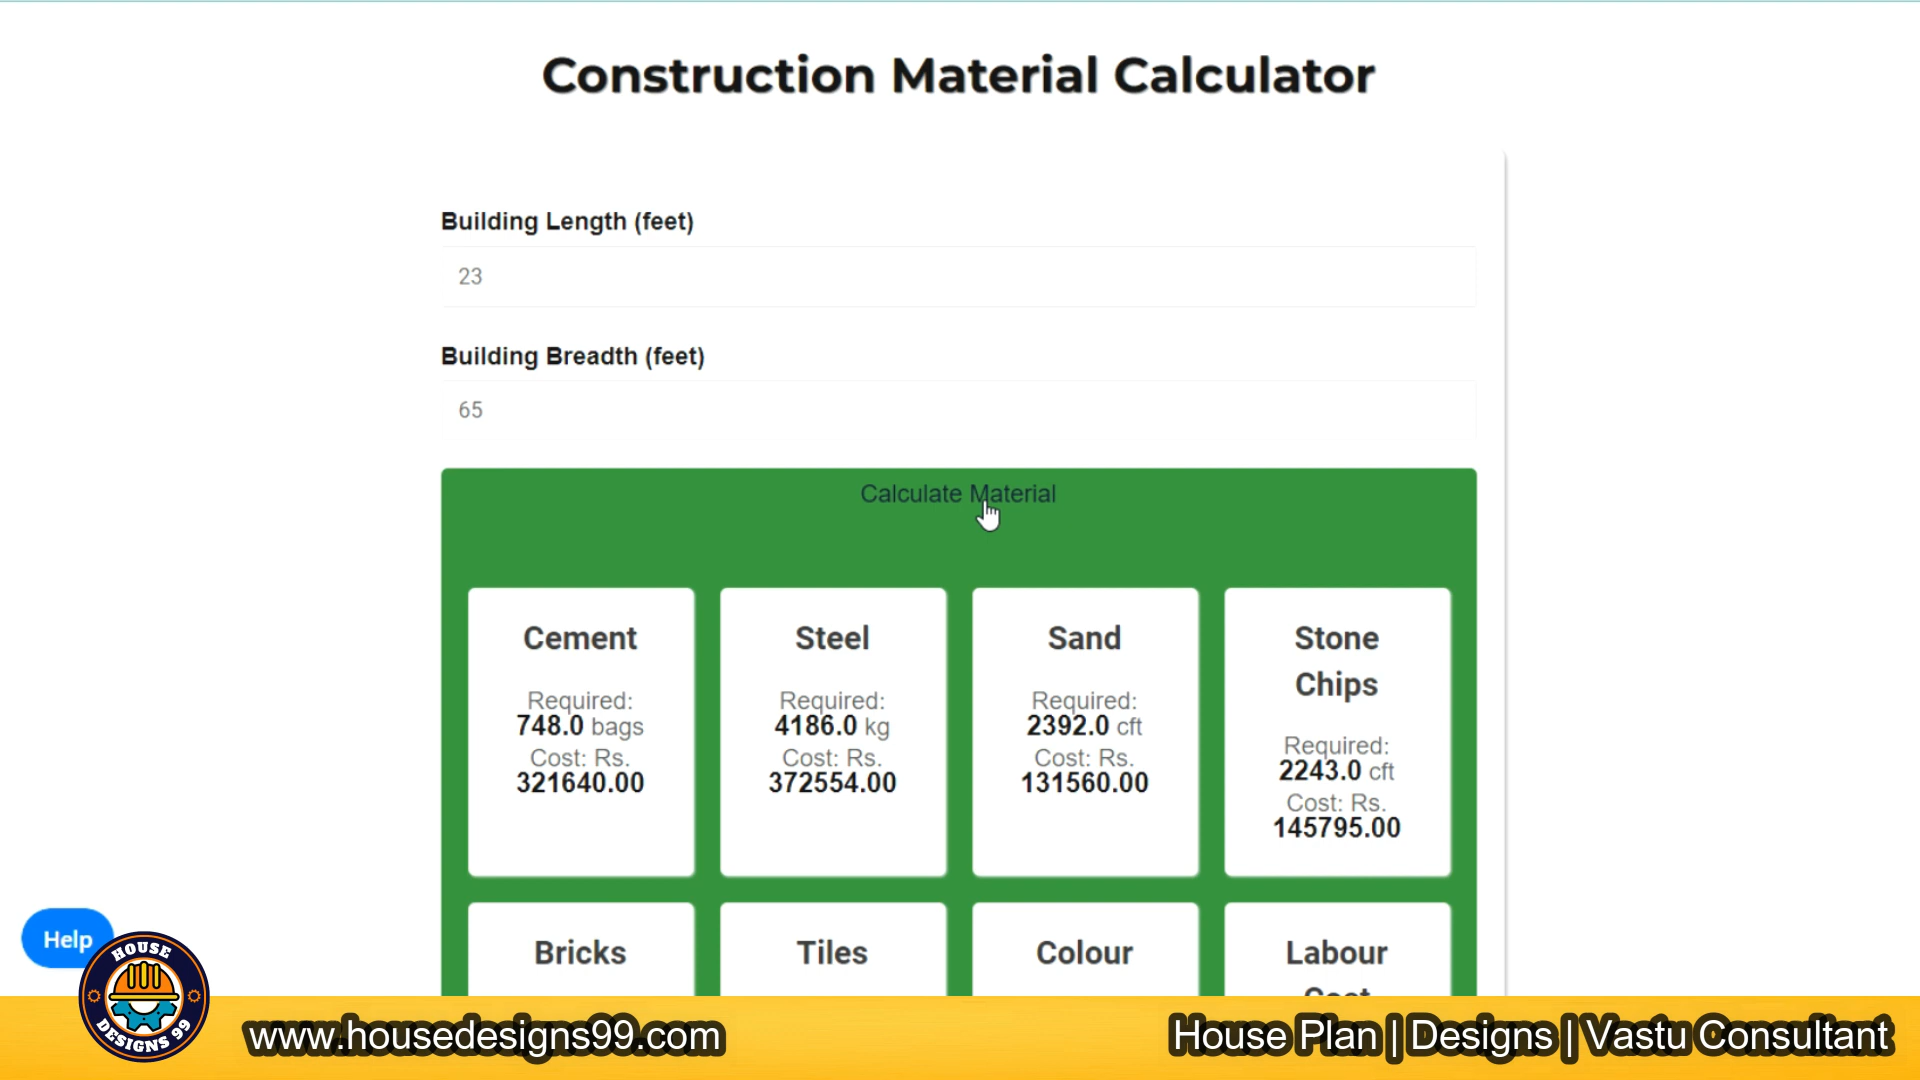 Construction Material Calculator
Building Length (feet)
23
Building Breadth (feet)
65
Calculate Material
Cement
Required:
748.0 bags
Cost: Rs.
321640.00
Steel
Required:
4186.0 kg
Cost: Rs.
372554.00
Sand
Required:
2392.0 cft
Cost: Rs.
131560.00
Stone
Chips
Required:
2243.0 cft
Cost: Rs.
145795.00
Bricks
Tiles
Colour
Labour
Cost
Help
HOUSE
DESIGNS 99
www.housedesigns99.com
House Plan | Designs | Vastu Consultant